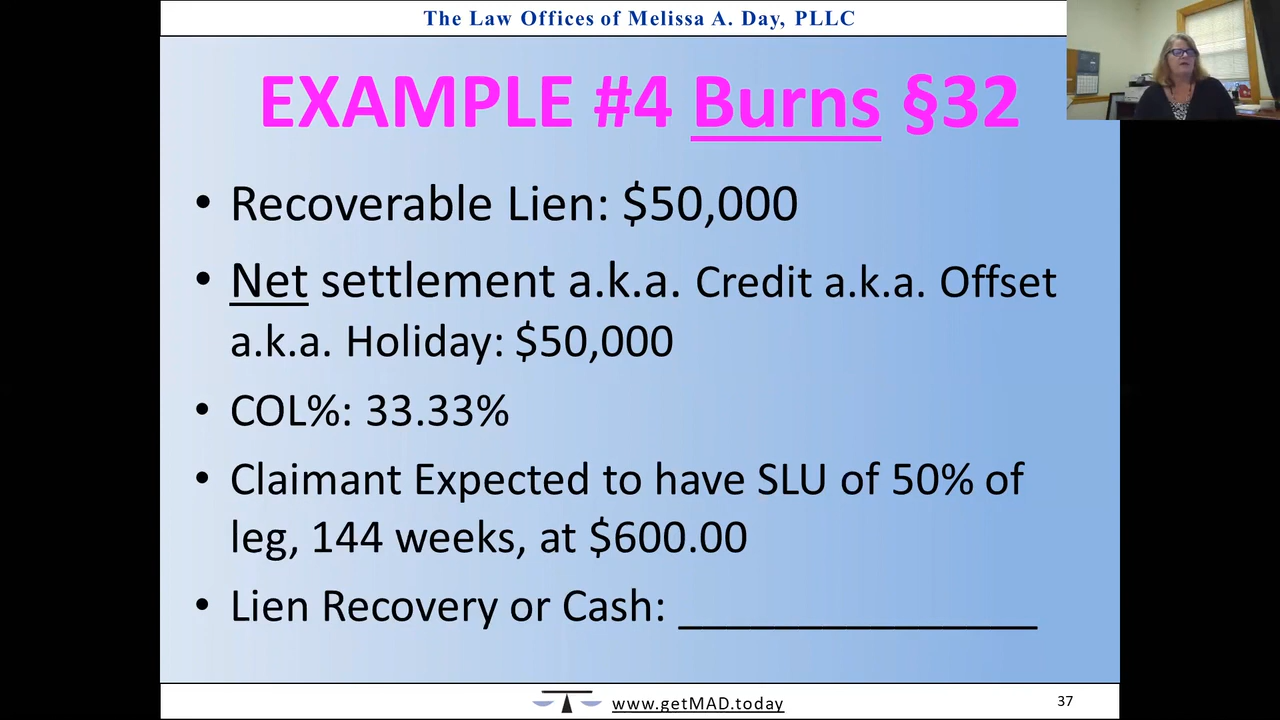 The Law Offices of Melissa A. Day, PLLC
EXAMPLE #4 Burns §32
• Recoverable Lien: $50,000
• Net settlement a.k.a. Credit a.k.a. Offset
a.k.a. Holiday: $50,000
• COL%: 33.33%
• Claimant Expected to have SLU of 50% of
leg, 144 weeks, at $600.00
• Lien Recovery or Cash: _______________
www.getMAD.today
37